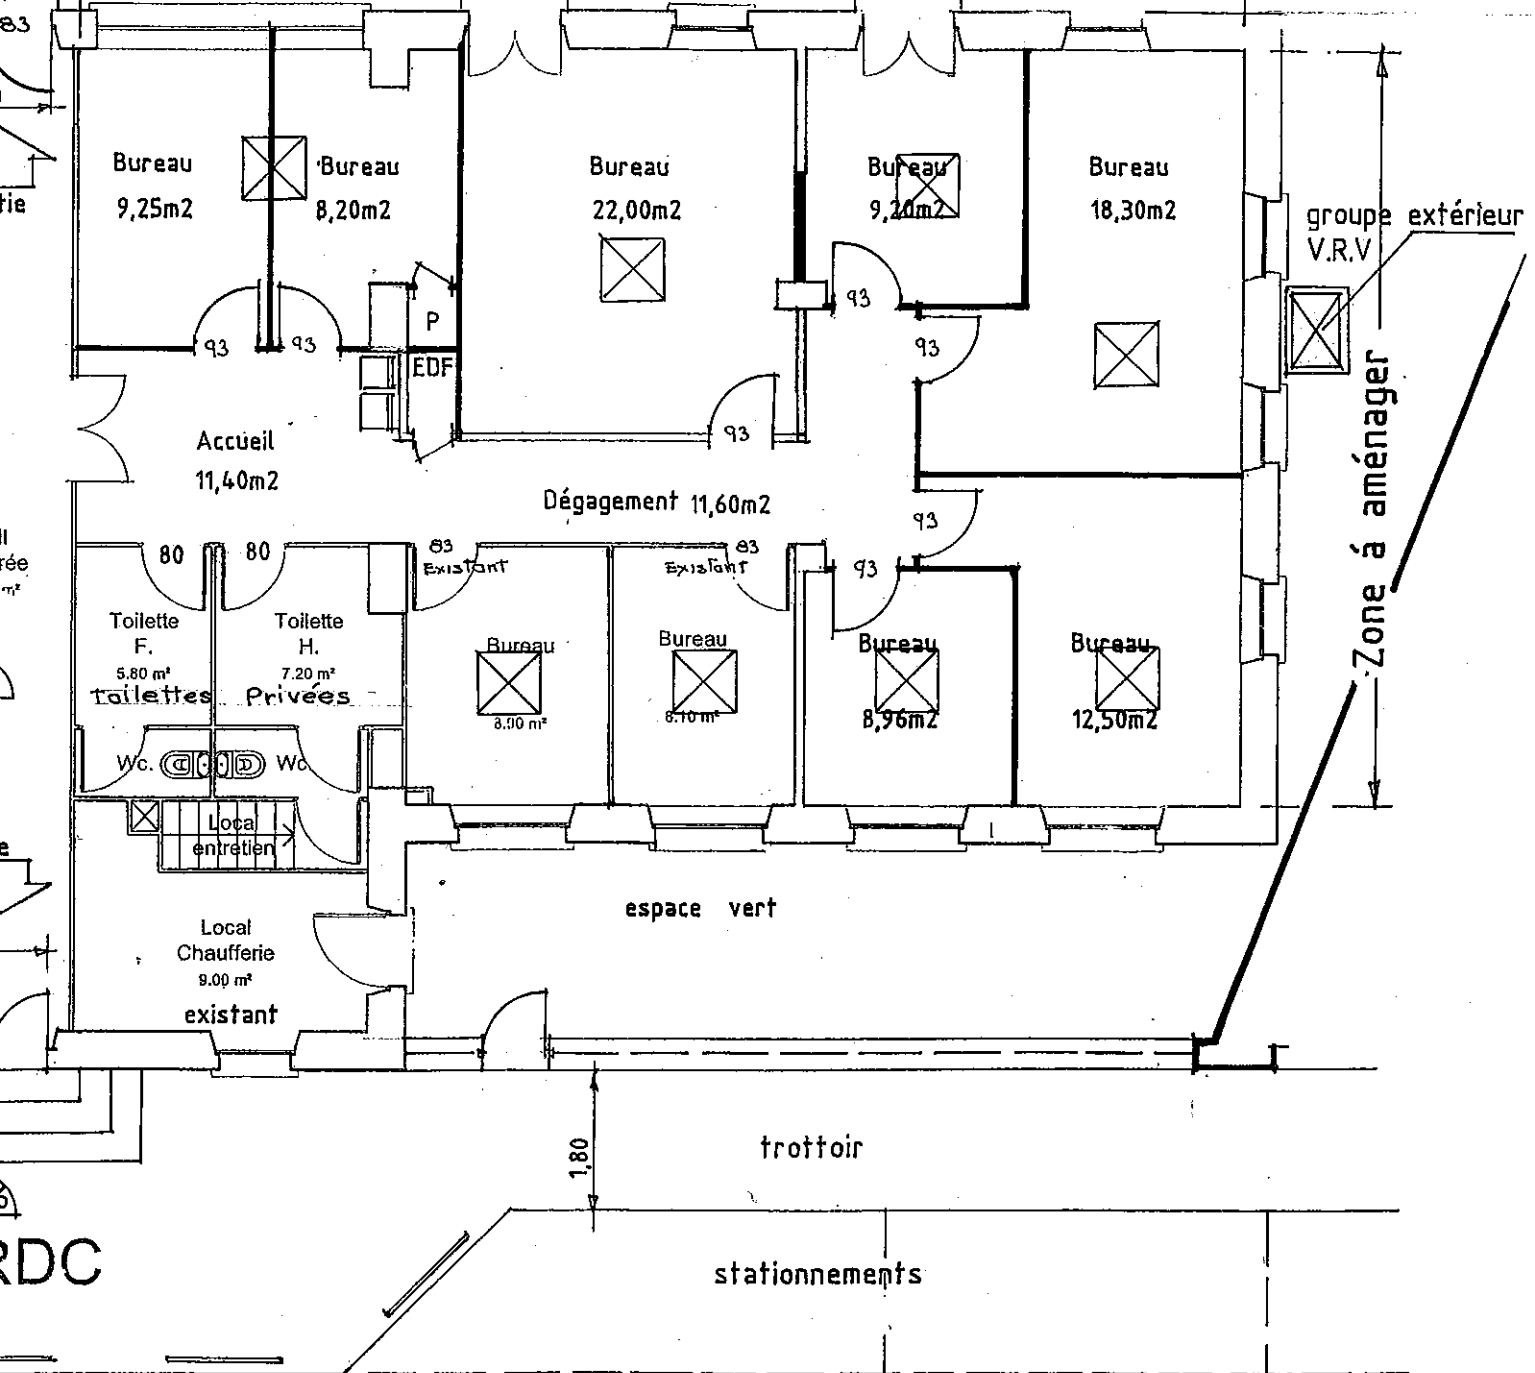 83
Bureau
9,25m2
Bureau
8,20m2
Bureau
22,00m2
Bureau
9,20m2
Bureau
18,30m2
groupe extérieur
V.R.V
tie
93
93
P
EDF
93
93
93
Zone à aménager
Accueil
11,40m2
Dégagement 11,60m2
93
93
80
80
83
Existant
83
Existant
rée
m²
Toilette
F.
5.80 m²
Toilette
H.
7.20 m²
Toilettes Privées
Bureau
8.90 m²
Bureau
8.10 m²
Bureau
8,96m2
Bureau
12,50m2
Wc.
Wc
Local
entretien
e
Local
Chaufferie
9.00 m²
existant
espace vert
1,80
trottoir
RDC
stationnements